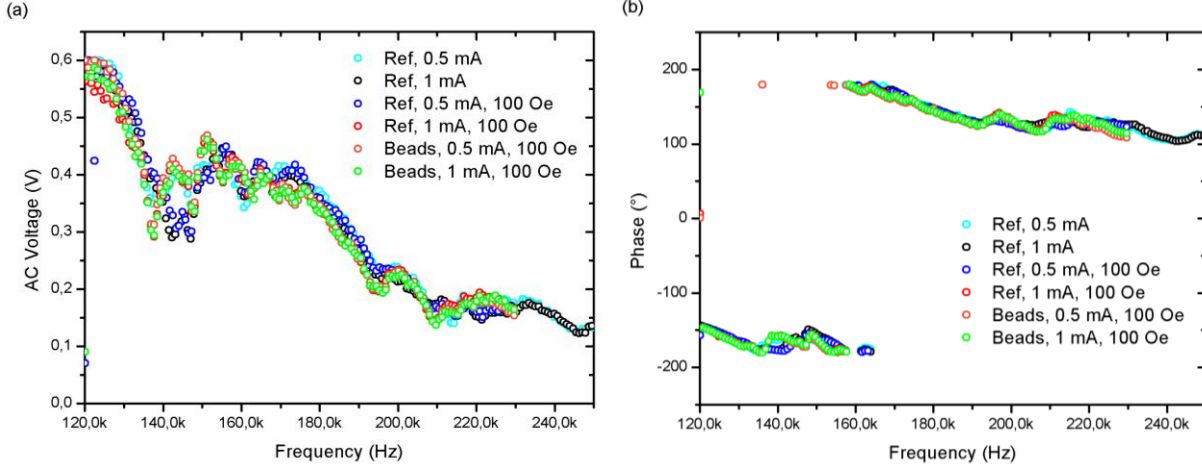 (a)
0,6
0,5
0,4
0,3
0,2
0,1
0,0
AC Voltage (V)
Ref, 0.5 mA
Ref, 1 mA
Ref, 0.5 mA, 100 Oe
Ref, 1 mA, 100 Oe
Beads, 0.5 mA, 100 Oe
Beads, 1 mA, 100 Oe
120,0k 140,0k 160,0k 180,0k 200,0k 220,0k 240,0k
Frequency (Hz)
(b)
200
100
0
-100
-200
Phase (°)
Ref, 0.5 mA
Ref, 1 mA
Ref, 0.5 mA, 100 Oe
Ref, 1 mA, 100 Oe
Beads, 0.5 mA, 100 Oe
Beads, 1 mA, 100 Oe
120,0k 140,0k 160,0k 180,0k 200,0k 220,0k 240,0k
Frequency (Hz)